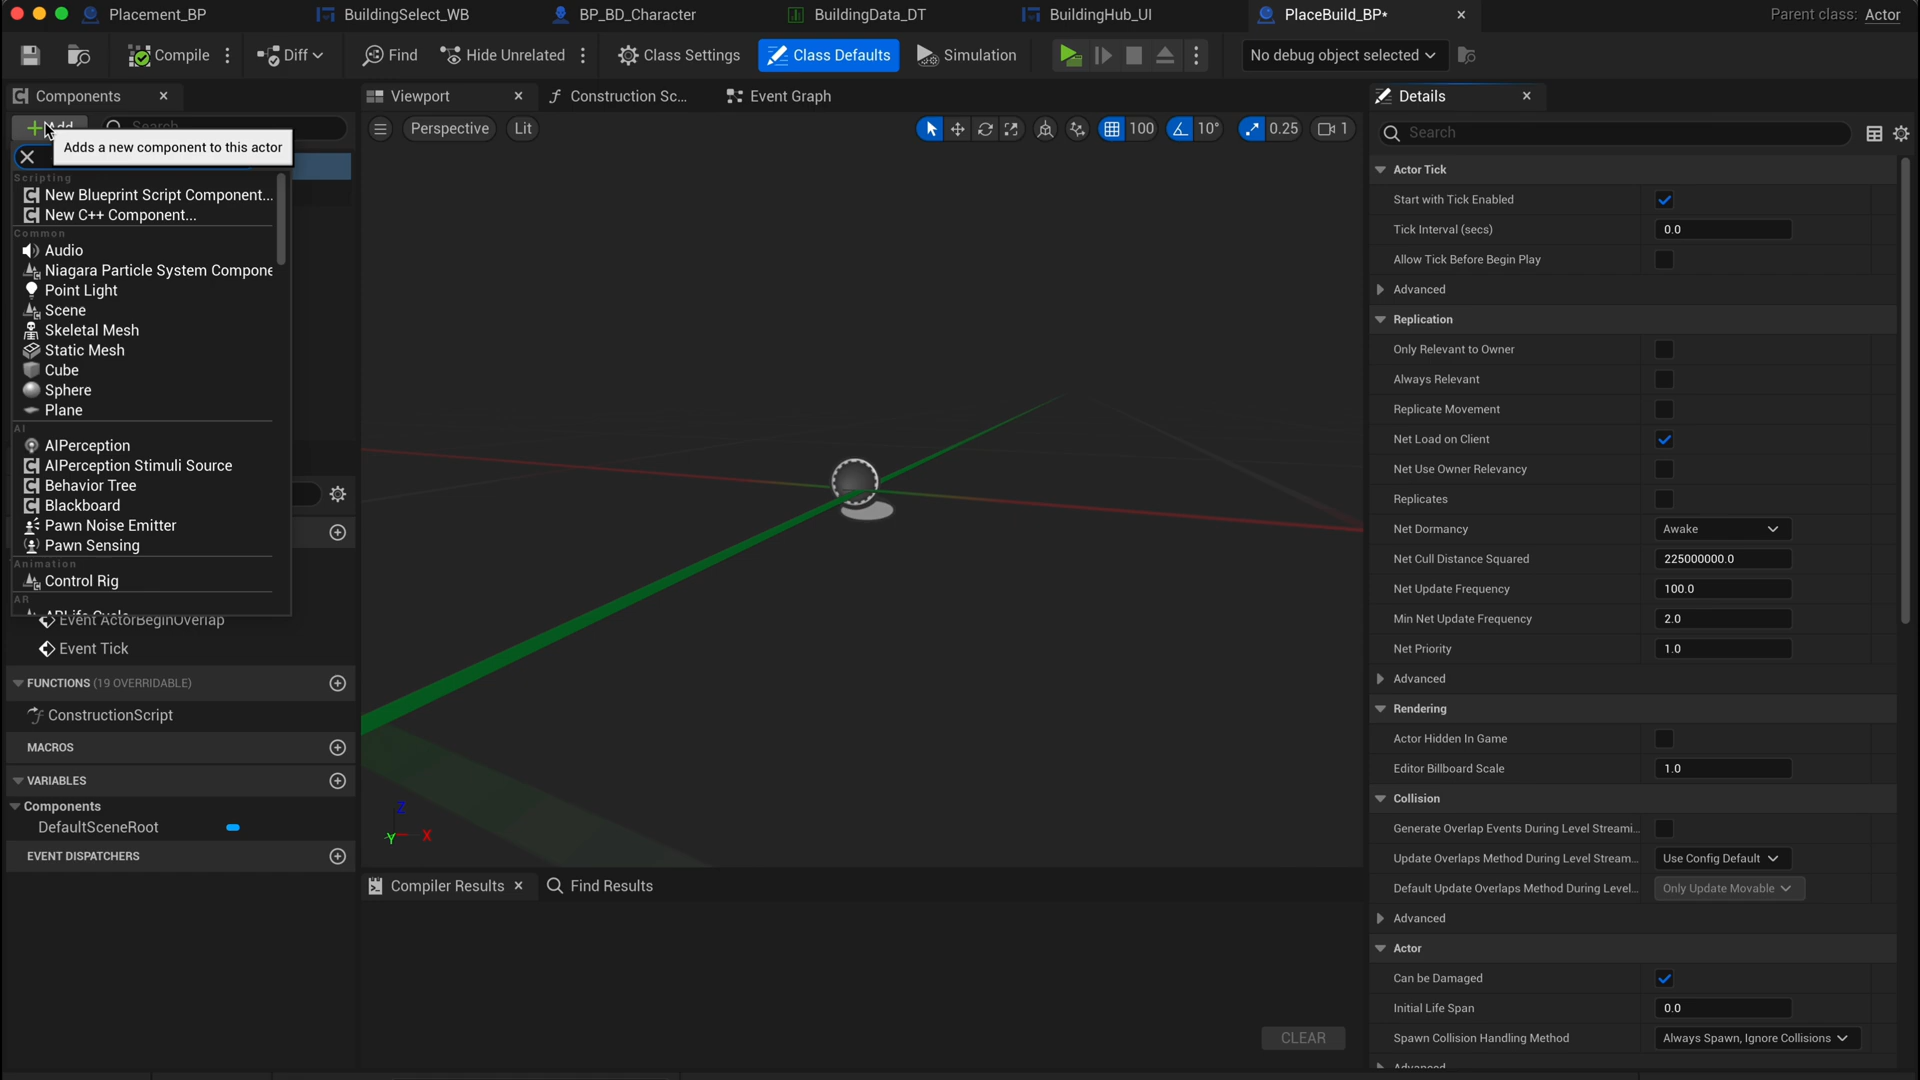 Placement_BP
BuildingSelect_WB
BP_BD_Character
BuildingData_DT
BuildingHub_UI
PlaceBuild_BP*
Parent class: Actor
Compile
Diff
Find
Hide Unrelated
Class Settings
Class Defaults
Simulation
No debug object selected
Components
Viewport
Construction Sc...
Event Graph
Details
Add
Search
Perspective
Lit
100
10°
0.25
1
Search
Adds a new component to this actor
Scripting
New Blueprint Script Component...
New C++ Component...
Common
Audio
Niagara Particle System Compone
Point Light
Scene
Skeletal Mesh
Static Mesh
Cube
Sphere
Plane
AI
AIPerception
AIPerception Stimuli Source
Behavior Tree
Blackboard
Pawn Noise Emitter
Pawn Sensing
Animation
Control Rig
AR
ARLife Cycle
Event ActorBeginOverlap
Event Tick
FUNCTIONS (19 OVERRIDABLE)
ConstructionScript
MACROS
VARIABLES
Components
DefaultSceneRoot
EVENT DISPATCHERS
Z
Y
X
Compiler Results
Find Results
CLEAR
Actor Tick
Start with Tick Enabled
Tick Interval (secs) 0.0
Allow Tick Before Begin Play
Advanced
Replication
Only Relevant to Owner
Always Relevant
Replicate Movement
Net Load on Client
Net Use Owner Relevancy
Replicates
Net Dormancy Awake
Net Cull Distance Squared 225000000.0
Net Update Frequency 100.0
Min Net Update Frequency 2.0
Net Priority 1.0
Advanced
Rendering
Actor Hidden In Game
Editor Billboard Scale 1.0
Collision
Generate Overlap Events During Level Streami...
Update Overlaps Method During Level Stream... Use Config Default
Default Update Overlaps Method During Level... Only Update Movable
Advanced
Actor
Can be Damaged
Initial Life Span 0.0
Spawn Collision Handling Method Always Spawn, Ignore Collisions
Advanced